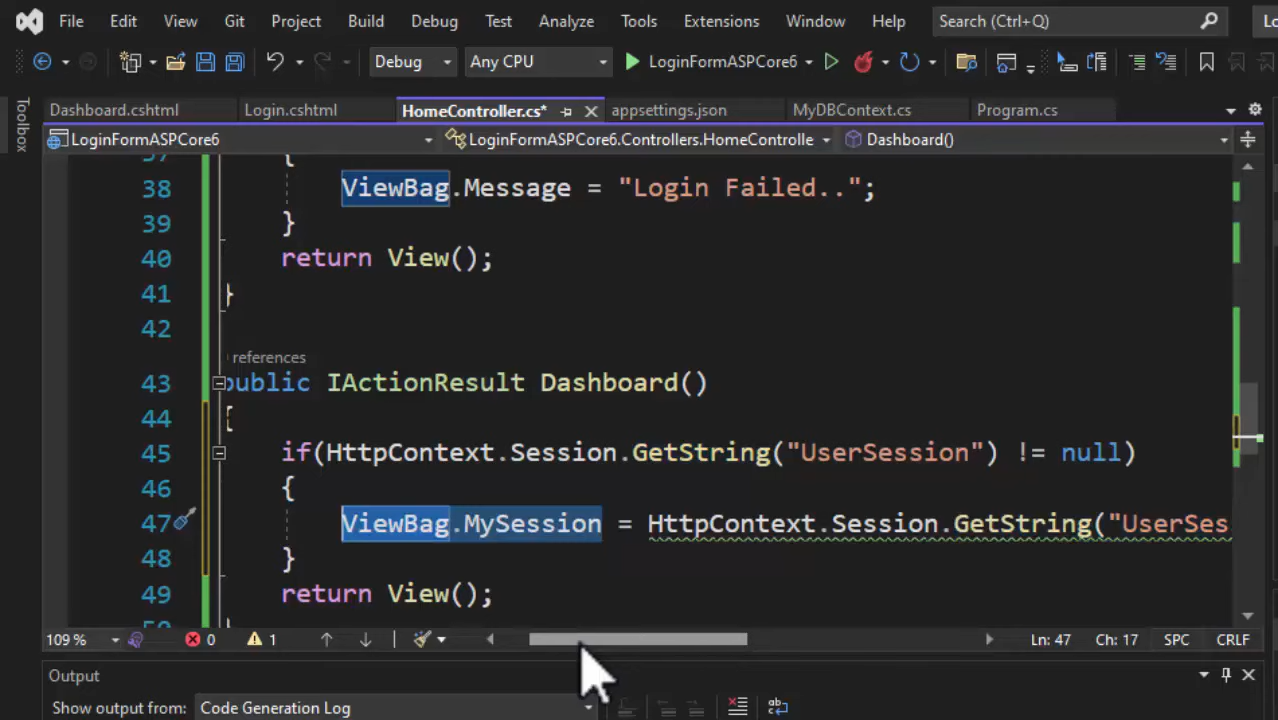 File Edit View Git Project Build Debug Test Analyze Tools Extensions Window Help Search (Ctrl+Q) Lo
Debug Any CPU LoginFormASPCore6
Toolbox
Dashboard.cshtml Login.cshtml HomeController.cs* appsettings.json MyDBContext.cs Program.cs
LoginFormASPCore6 LoginFormASPCore6.Controllers.HomeControlle Dashboard()
37 {
38 ViewBag.Message = "Login Failed..";
39 }
40 return View();
41 }
42
references
43 public IActionResult Dashboard()
44 {
45 if(HttpContext.Session.GetString("UserSession") != null)
46 {
47 ViewBag.MySession = HttpContext.Session.GetString("UserSes
48 }
49 return View();
50 }
109 % 0 1 Ln: 47 Ch: 17 SPC CRLF
Output
Show output from: Code Generation Log